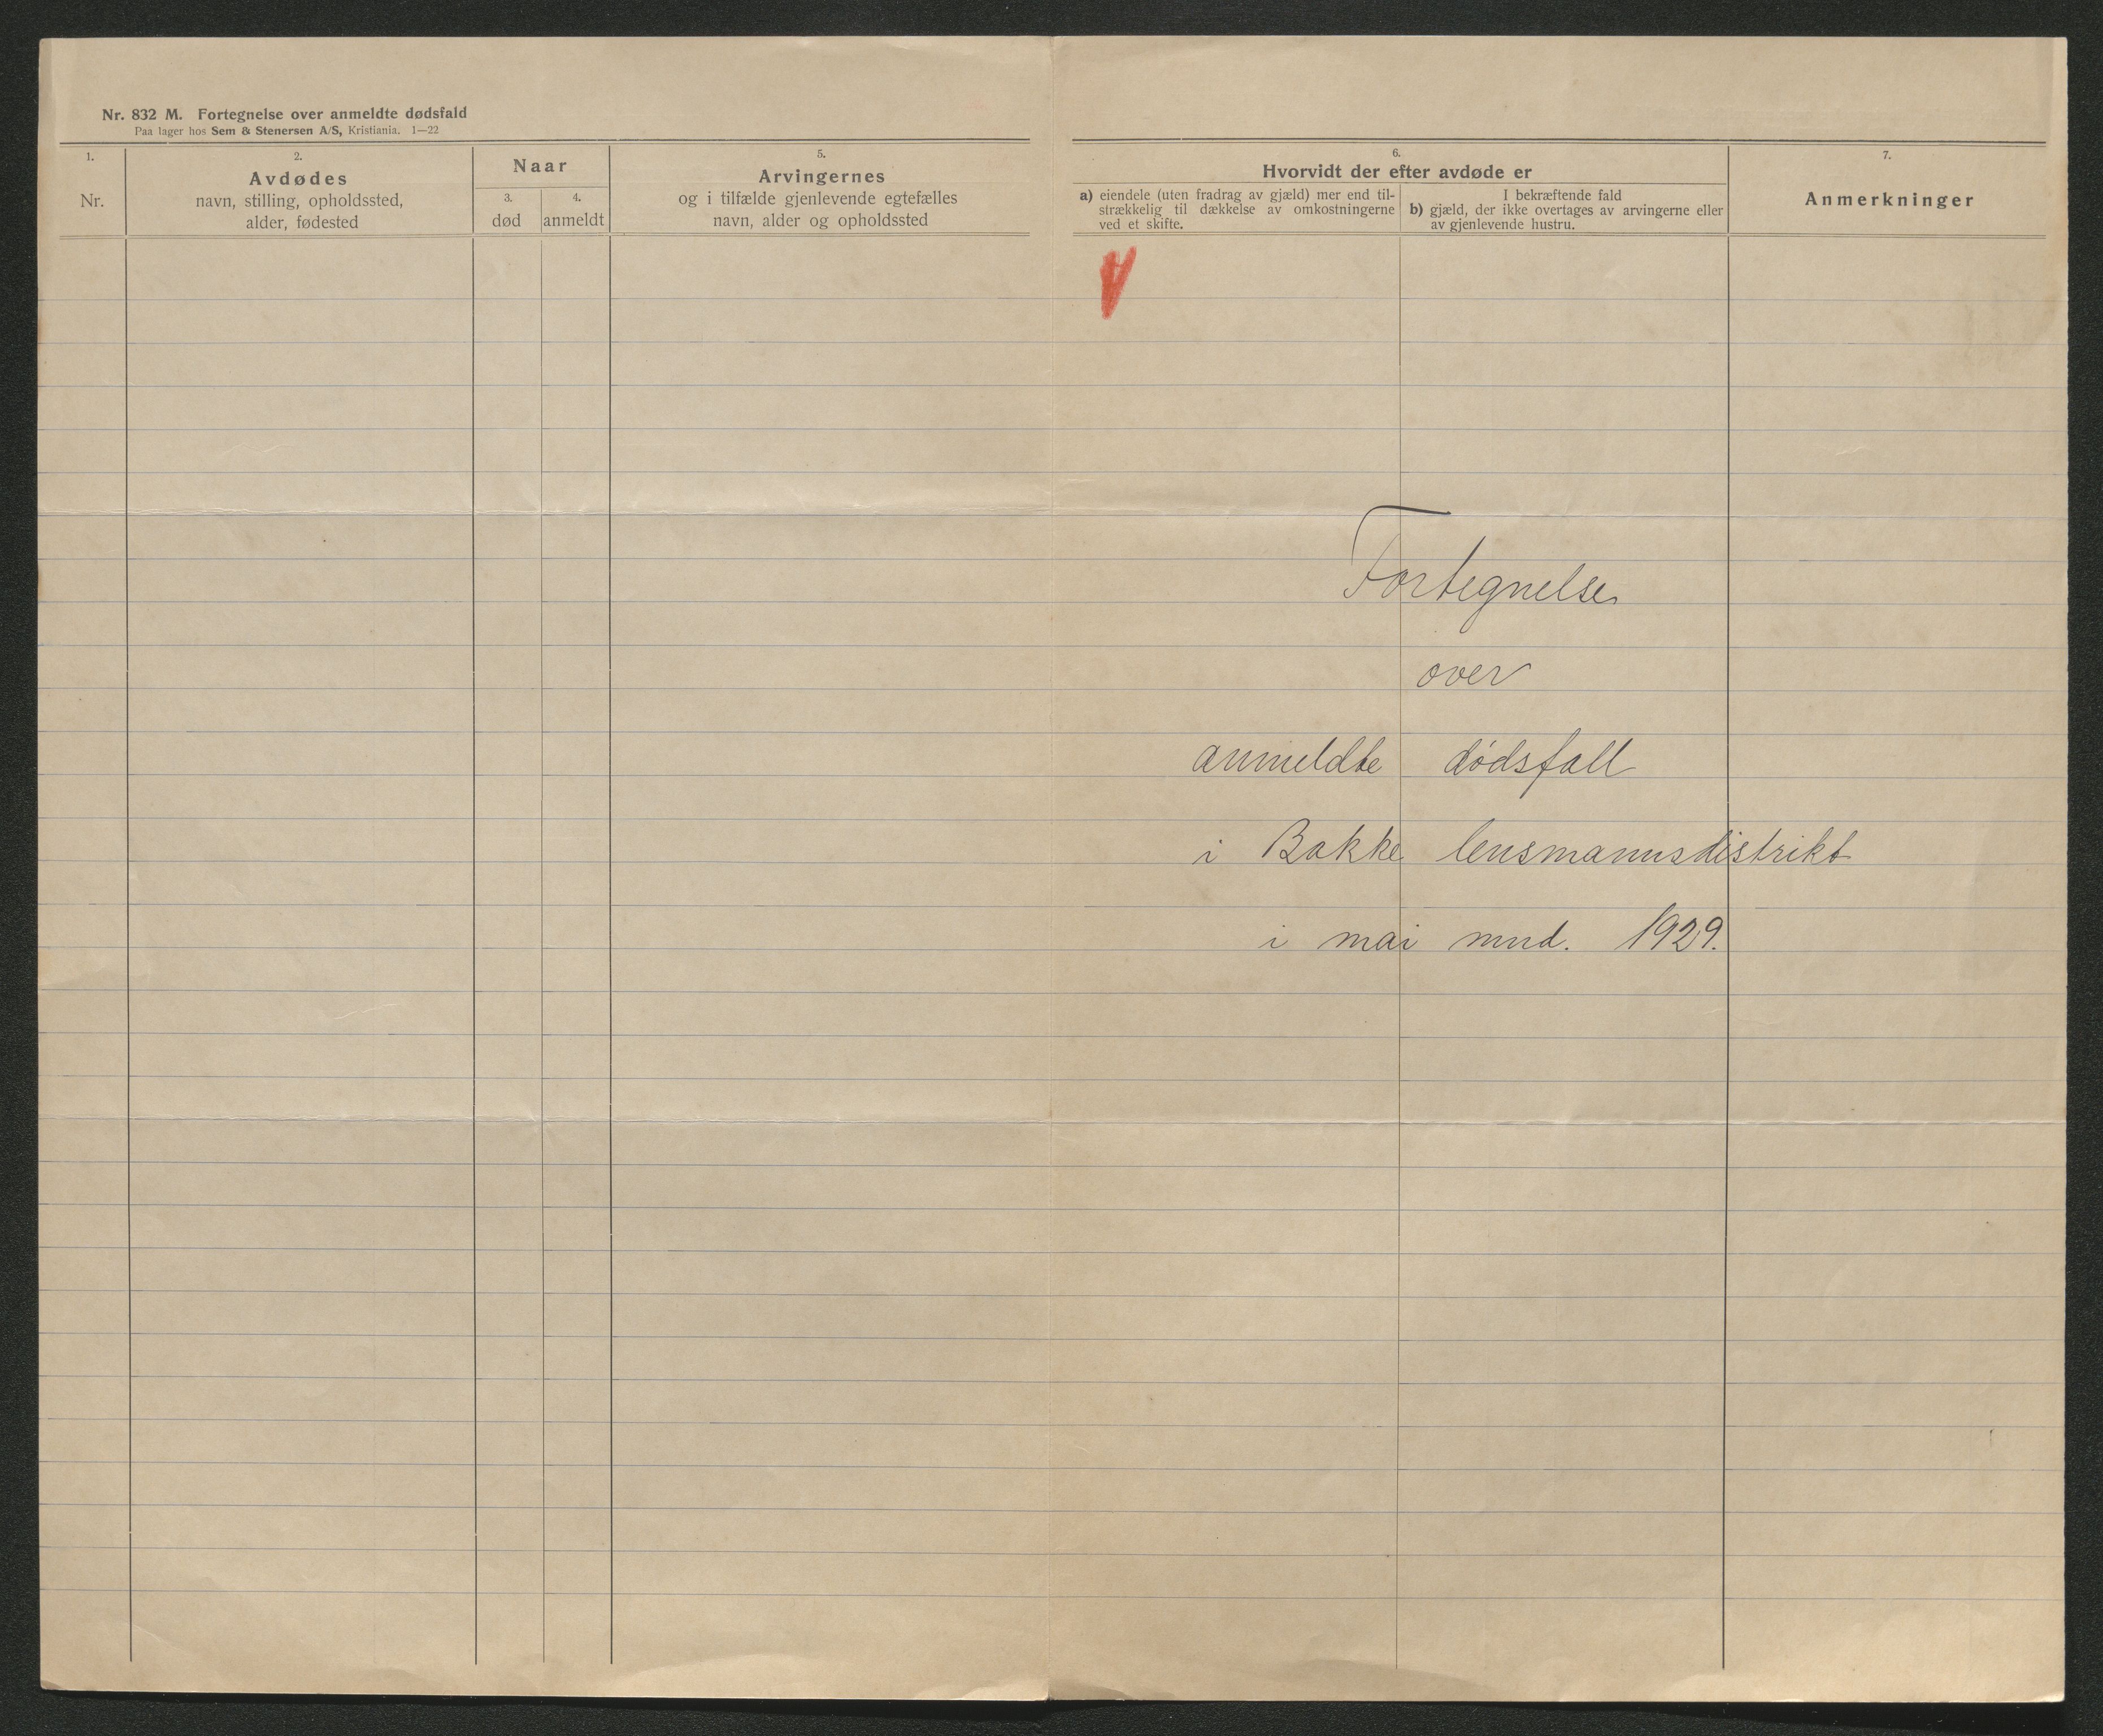 Nr. 832 M. Fortegnelse over anmeldte dødsfald
Paa lager hos Sem & Stenersen A/S, Kristiania. 1—22
1.
Nr.
2.
Avdødes
navn, stilling, opholdssted,
alder, fødested
Naar
3.
død
4.
anmeldt
5.
Arvingernes
og i tilfælde gjenlevende egtefælles
navn, alder og opholdssted
6.
Hvorvidt der efter avdøde er
a) eiendele (uten fradrag av gjæld) mer end til-
strækkelig til dækkelse av omkostningerne
ved et skifte.
I bekræftende fald
b) gjæld, der ikke overtages av arvingerne eller
av gjenlevende hustru.
7.
Anmerkninger
Fortegnelse
over
anmeldte dødsfall
i Bakke lensmannsdistrikt
i mai mnd. 1929.